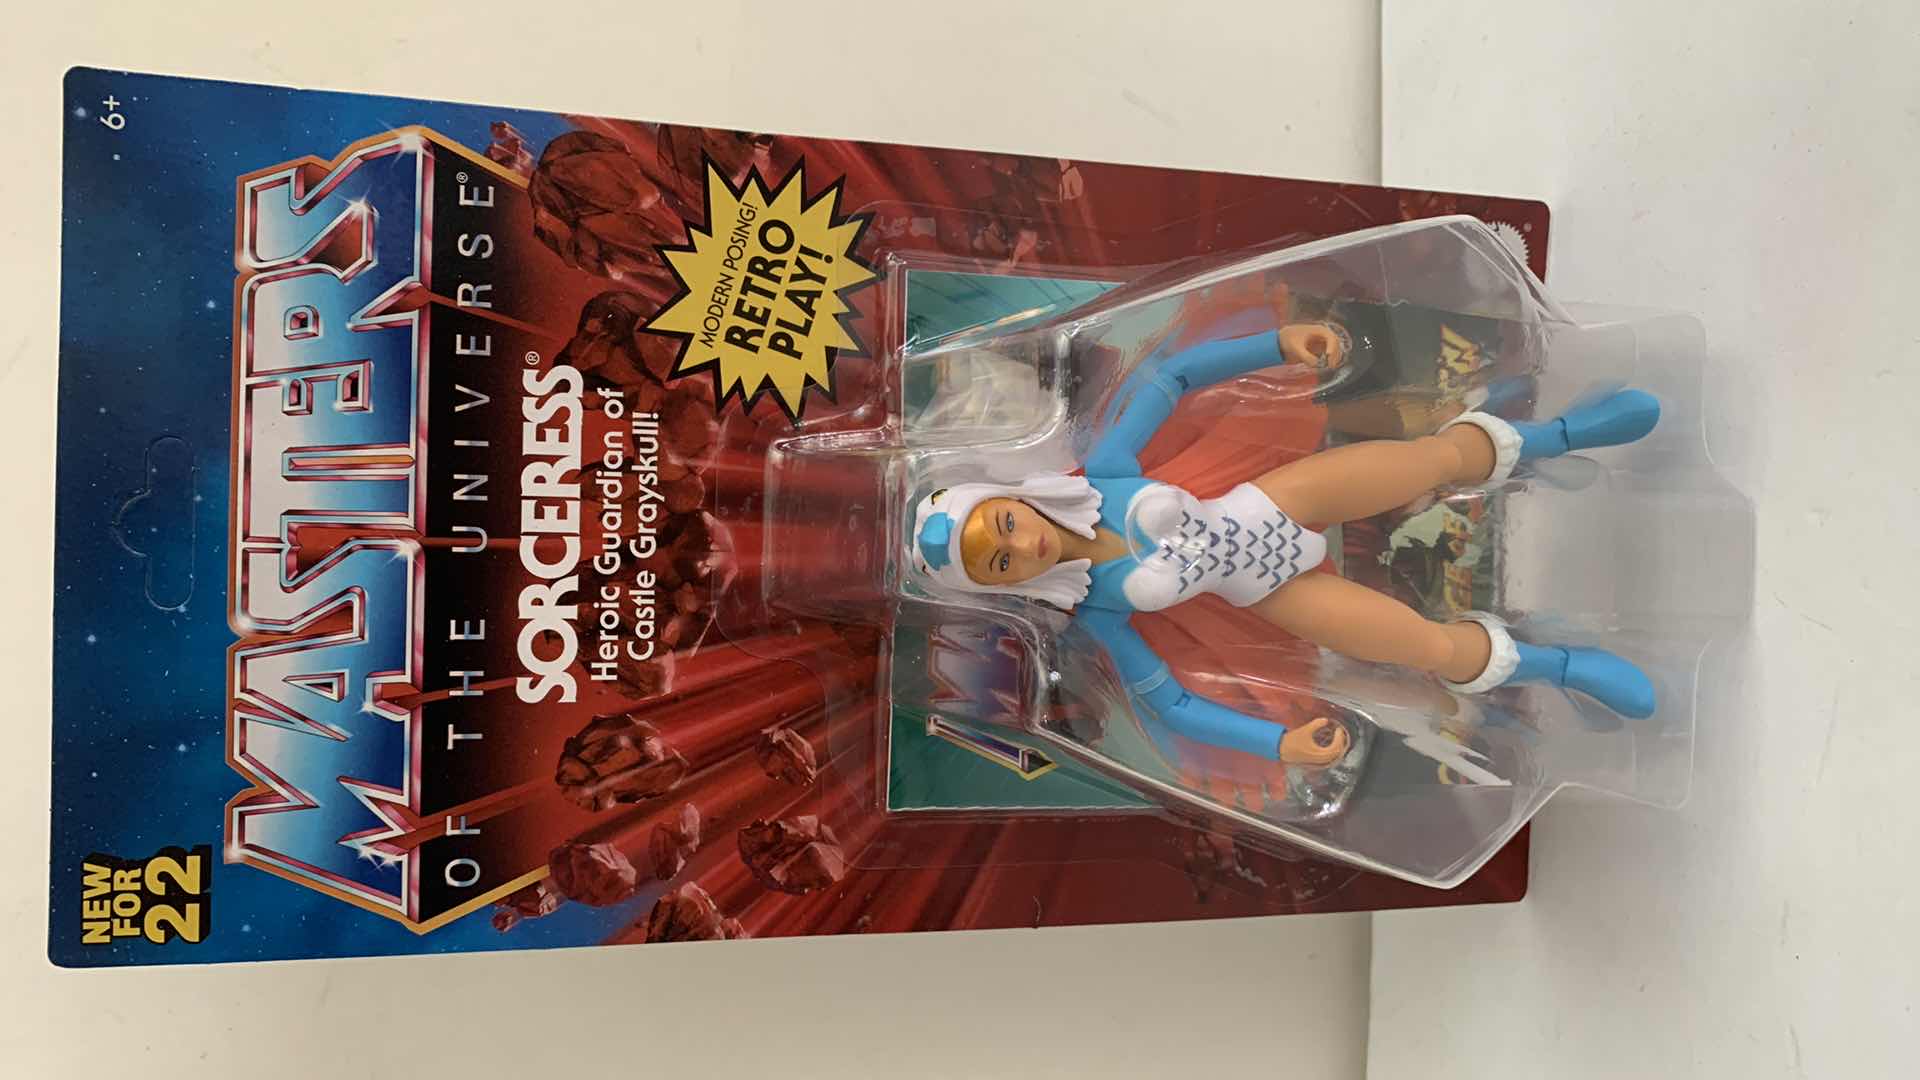 NEW
FOR
22
6+
MASTERS
OF THE UNIVERSE®
SORCERESS®
Heroic Guardian of
Castle Grayskull!
MODERN POSING!
RETRO
PLAY!